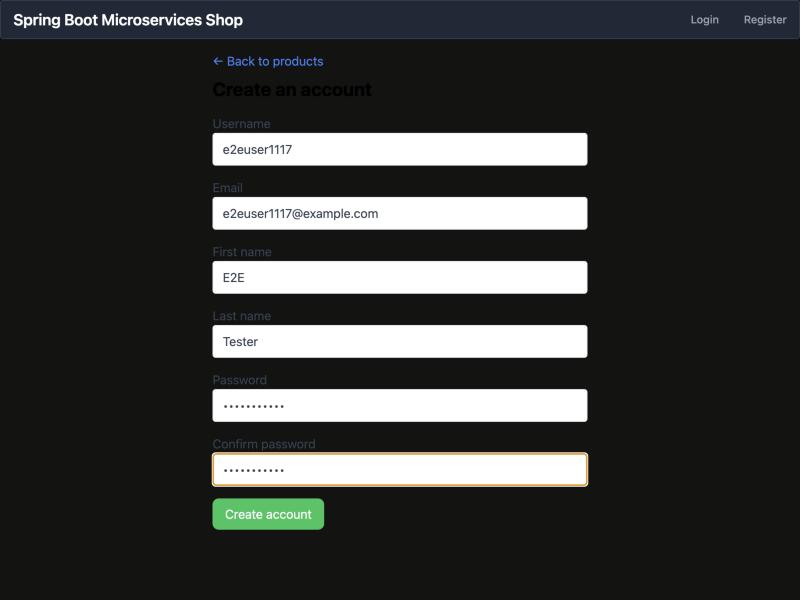 Spring Boot Microservices Shop
Login
Register
← Back to products
Create an account
Username
e2euser1117
Email
e2euser1117@example.com
First name
E2E
Last name
Tester
Password
•••••••••••
Confirm password
•••••••••••
Create account